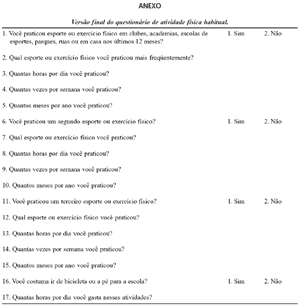 ANEXO
Versão final do questionário de atividade física habitual.
1. Você praticou esporte ou exercício físico em clubes, academias, escolas de 1. Sim 2. Não
esportes, parques, ruas ou em casa nos últimos 12 meses?
2. Qual esporte ou exercício físico você praticou mais freqüentemente?
3. Quantas horas por dia você praticou?
4. Quantas vezes por semana você praticou?
5. Quantos meses por ano você praticou?
6. Você praticou um segundo esporte ou exercício físico? 1. Sim 2. Não
7. Qual esporte ou exercício físico você praticou?
8. Quantas horas por dia você praticou?
9. Quantas vezes por semana você praticou?
10. Quantos meses por ano você praticou?
11. Você praticou um terceiro esporte ou exercício físico? 1. Sim 2. Não
12. Qual esporte ou exercício físico você praticou?
13. Quantas horas por dia você praticou?
14. Quantas vezes por semana você praticou?
15. Quantos meses por ano você praticou?
16. Você costuma ir de bicicleta ou a pé para a escola? 1. Sim 2. Não
17. Quantas horas por dia você gasta nessas atividades?